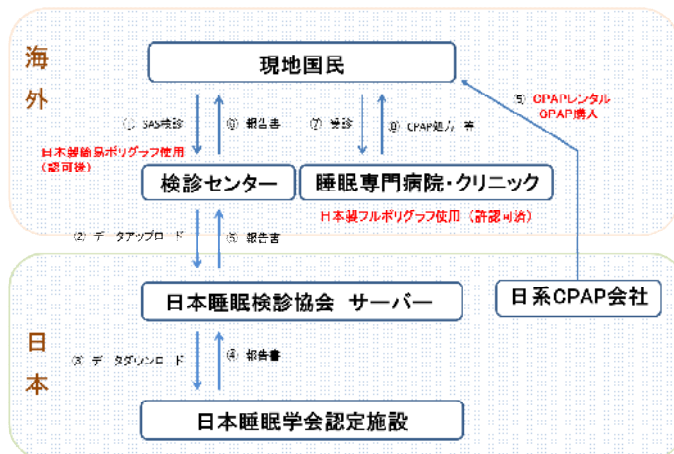 海外
現地国民
① SAS検診
⑥ 報告書
⑦ 受診
⑧ CPAP処方 等
⑨ CPAPレンタル
CPAP購入
日本製簡易ポリグラフ使用
(認可後)
検診センター
睡眠専門病院・クリニック
日本製フルポリグラフ使用(許認可済)
② データアップロード
⑤ 報告書
日本
日本睡眠検診協会 サーバー
日系CPAP会社
③ データダウンロード
④ 報告書
日本睡眠学会認定施設